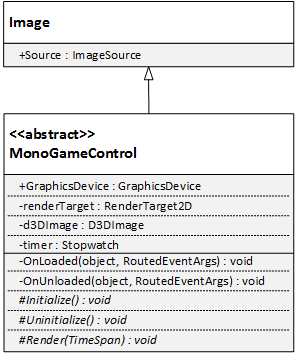 Image
+Source : ImageSource
<<abstract>>
MonoGameControl
+GraphicsDevice : GraphicsDevice
-renderTarget : RenderTarget2D
-d3DImage : D3DImage
-timer : Stopwatch
-OnLoaded(object, RoutedEventArgs) : void
-OnUnloaded(object, RoutedEventArgs) : void
#Initialize() : void
#Uninitialize() : void
#Render(TimeSpan) : void